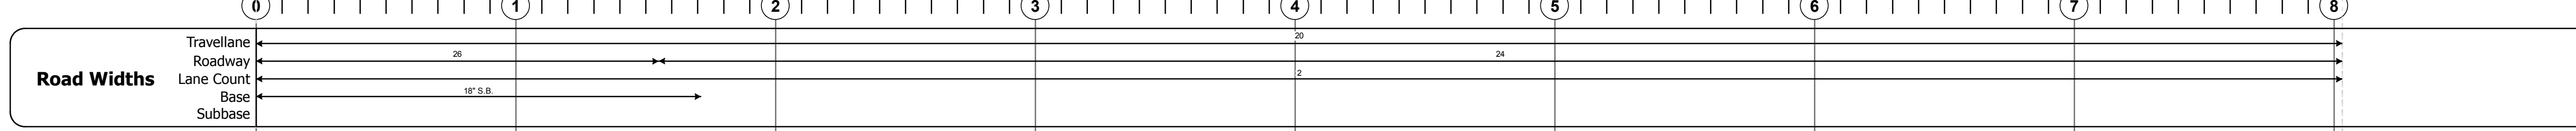 0 1 2 3 4 5 6 7 8
Road Widths
Travellane 20
Roadway 26 24
Lane Count 2
Base 18" S.B.
Subbase